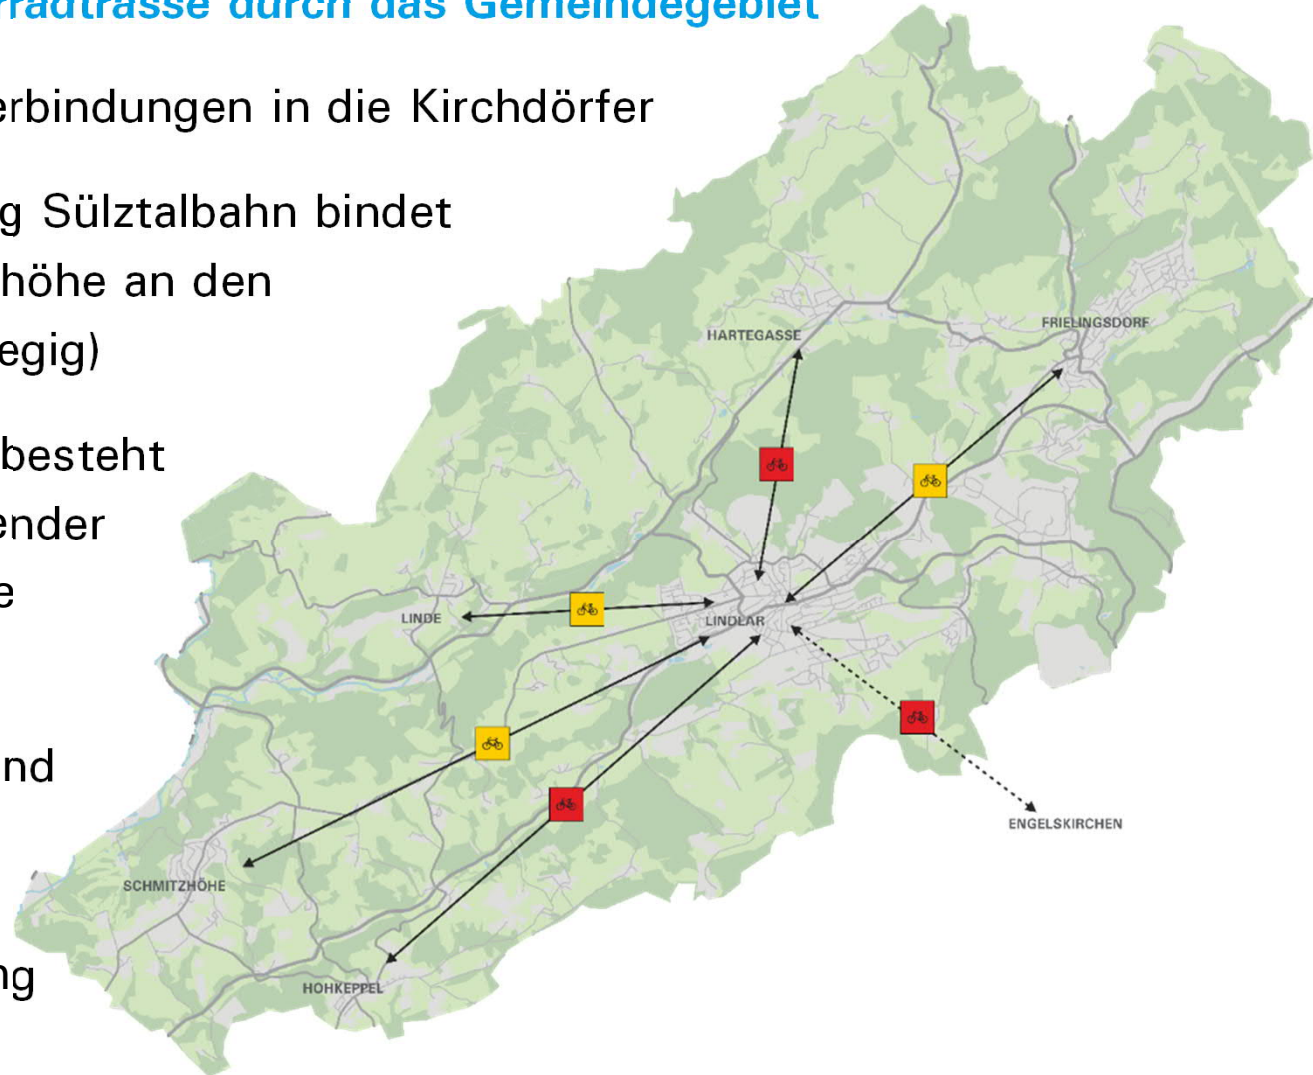 rradtrasse durch das Gemeindegebiet
erbindungen in die Kirchdörfer
g Sülztalbahn bindet
höhe an den
egig)
besteht
ender
e
nd
ng
HARTEGASSE
FRIELINGSDORF
LINDE
LINDLAR
ENGELSKIRCHEN
SCHMITZHÖHE
HOHKEPPEL